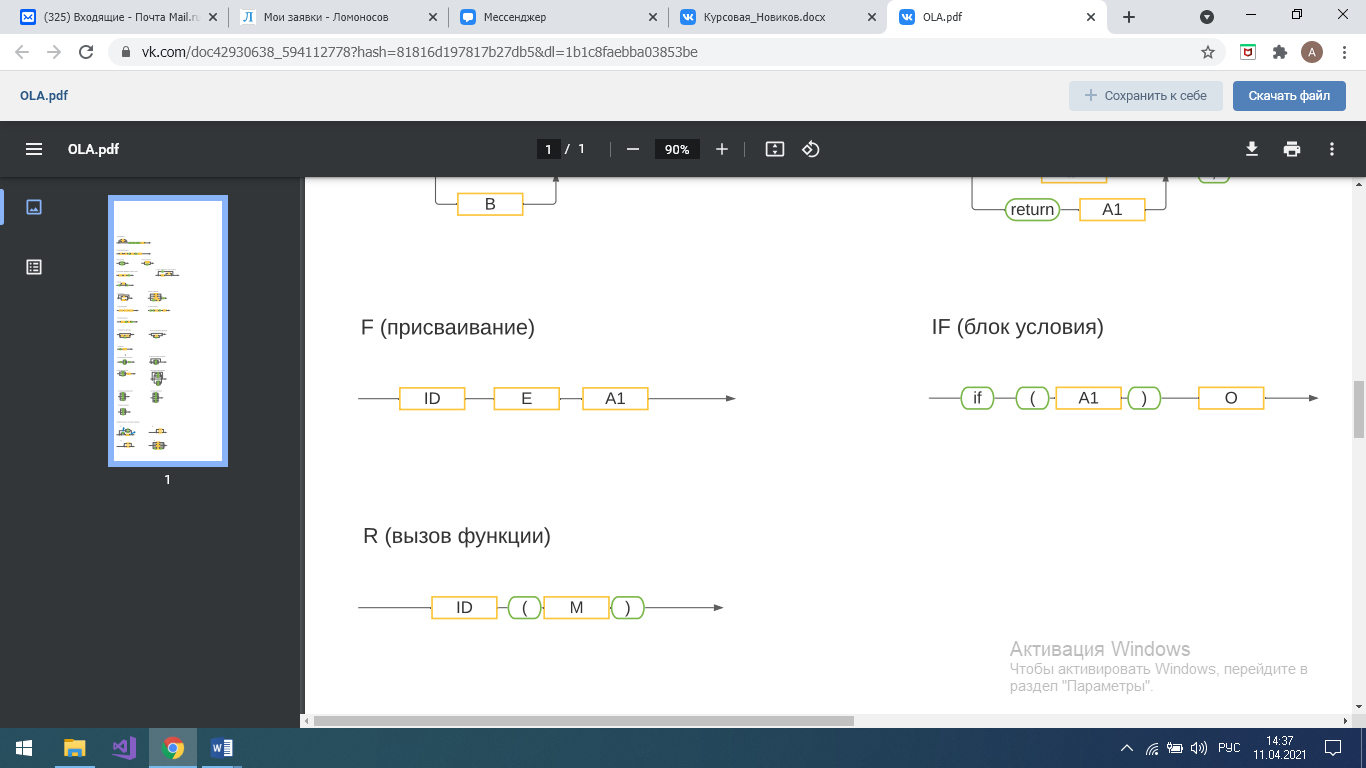 (325) Входящие - Почта Mail.ru
Мои заявки - Ломоносов
Мессенджер
Курсовая_Новиков.docx
OLA.pdf
vk.com/doc42930638_594112778?hash=81816d197817b27db5&dl=1b1c8faebba03853be
A
OLA.pdf
Сохранить к себе
Скачать файл
OLA.pdf
1 / 1
90%
1
B
return A1
F (присваивание)
IF (блок условия)
ID E A1
if ( A1 ) O
R (вызов функции)
ID ( M )
Активация Windows
Чтобы активировать Windows, перейдите в
раздел "Параметры".
РУС
14:37
11.04.2021